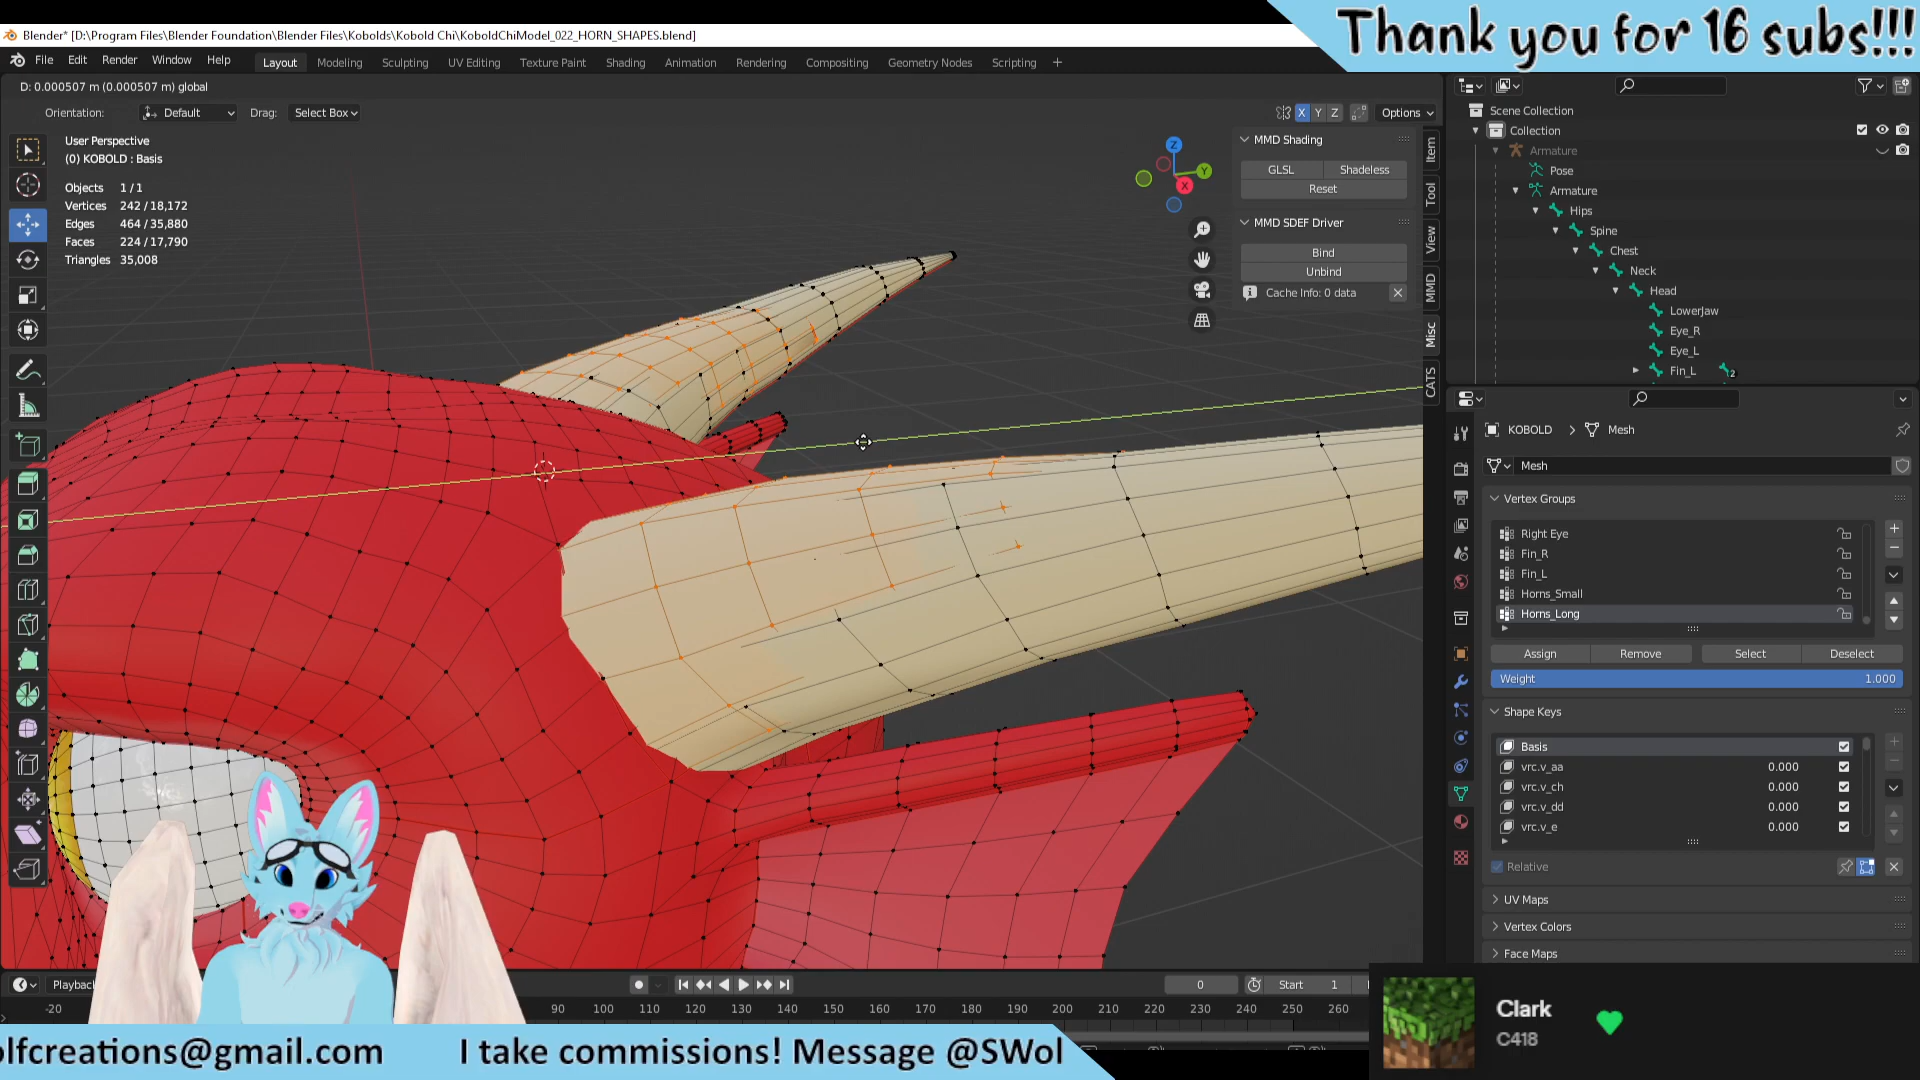 Thank you for 16 subs!!!
Blender* [D:\Program Files\Blender Foundation\Blender Files\Kobolds\Kobold Chi\KoboldChiModel_022_HORN_SHAPES.blend]
File Edit Render Window Help
Layout Modeling Sculpting UV Editing Texture Paint Shading Animation Rendering Compositing Geometry Nodes Scripting +
D: 0.000507 m (0.000507 m) global
Orientation: Default Drag: Select Box
X Y Z Options
User Perspective
(0) KOBOLD : Basis
Objects 1 / 1
Vertices 242 / 18,172
Edges 464 / 35,880
Faces 224 / 17,790
Triangles 35,008
Z
Y
X
MMD Shading
GLSL Shadeless
Reset
MMD SDEF Driver
Bind
Unbind
Cache Info: 0 data
Item
Tool
View
MMD
Misc
CATS
Scene Collection
Collection
Armature
Pose
Armature
Hips
Spine
Chest
Neck
Head
LowerJaw
Eye_R
Eye_L
Fin_L 2
KOBOLD > Mesh
Mesh
Vertex Groups
Right Eye
Fin_R
Fin_L
Horns_Small
Horns_Long
Assign Remove Select Deselect
Weight 1.000
Shape Keys
Basis
vrc.v_aa 0.000
vrc.v_ch 0.000
vrc.v_dd 0.000
vrc.v_e 0.000
Relative
UV Maps
Vertex Colors
Face Maps
Playback
0 Start 1
-20 90 100 110 120 130 140 150 160 170 180 190 200 210 220 230 240 250 260
Clark
C418
olfcreations@gmail.com I take commissions! Message @SWol